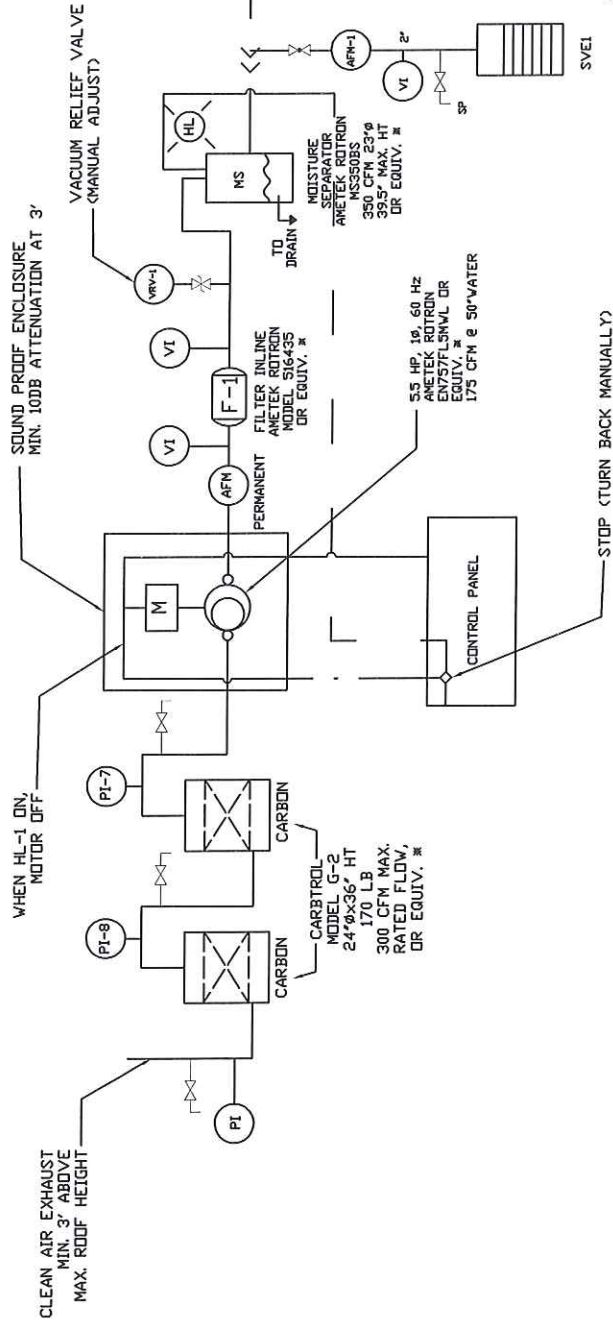 CLEAN AIR EXHAUST
MIN. 3' ABOVE
MAX. ROOF HEIGHT
PI
WHEN HL-1 ON,
MOTOR OFF
PI-8
PI-7
CARBON
CARBON
CARBTROL
MODEL G-2
24"Øx36" HT
170 LB
300 CFM MAX.
RATED FLOW,
OR EQUIV. *
SOUND PROOF ENCLOSURE
MIN. 10DB ATTENUATION AT 3'
M
AFM
PERMANENT
VI
F-1
FILTER INLINE
AMETEK ROTRON
MODEL 516435
OR EQUIV. *
VI
VRV-1
VACUUM RELIEF VALVE
(MANUAL ADJUST)
HL
MS
TO
DRAIN
MOISTURE
SEPARATOR
AMETEK ROTRON
MS350BS
350 CFM 23"Ø
39.5" MAX. HT
OR EQUIV. *
5.5 HP, 1Ø, 60 Hz
AMETEK ROTRON
EN757FL5MWL OR
EQUIV. *
175 CFM @ 50"WATER
CONTROL PANEL
STOP (TURN BACK MANUALLY)
AFM-1
VI
2"
SP
SVE1